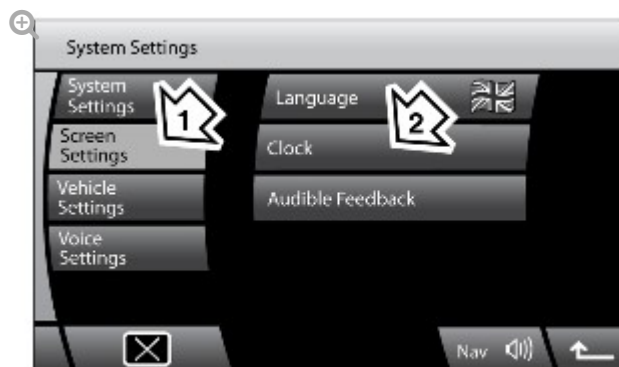 System Settings
System
Settings
1
Language
2
Screen
Settings
Clock
Vehicle
Settings
Audible Feedback
Voice
Settings
Nav